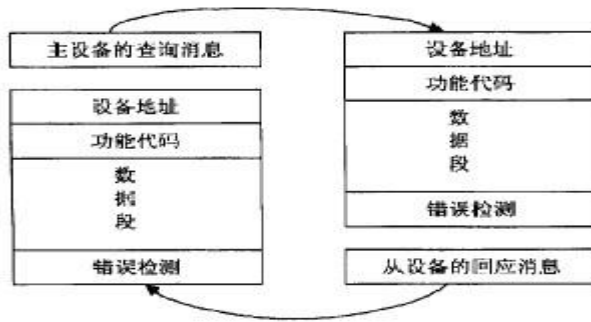 主设备的查询消息
设备地址
功能代码
数
据
段
错误检测
设备地址
功能代码
数
据
段
错误检测
从设备的回应消息